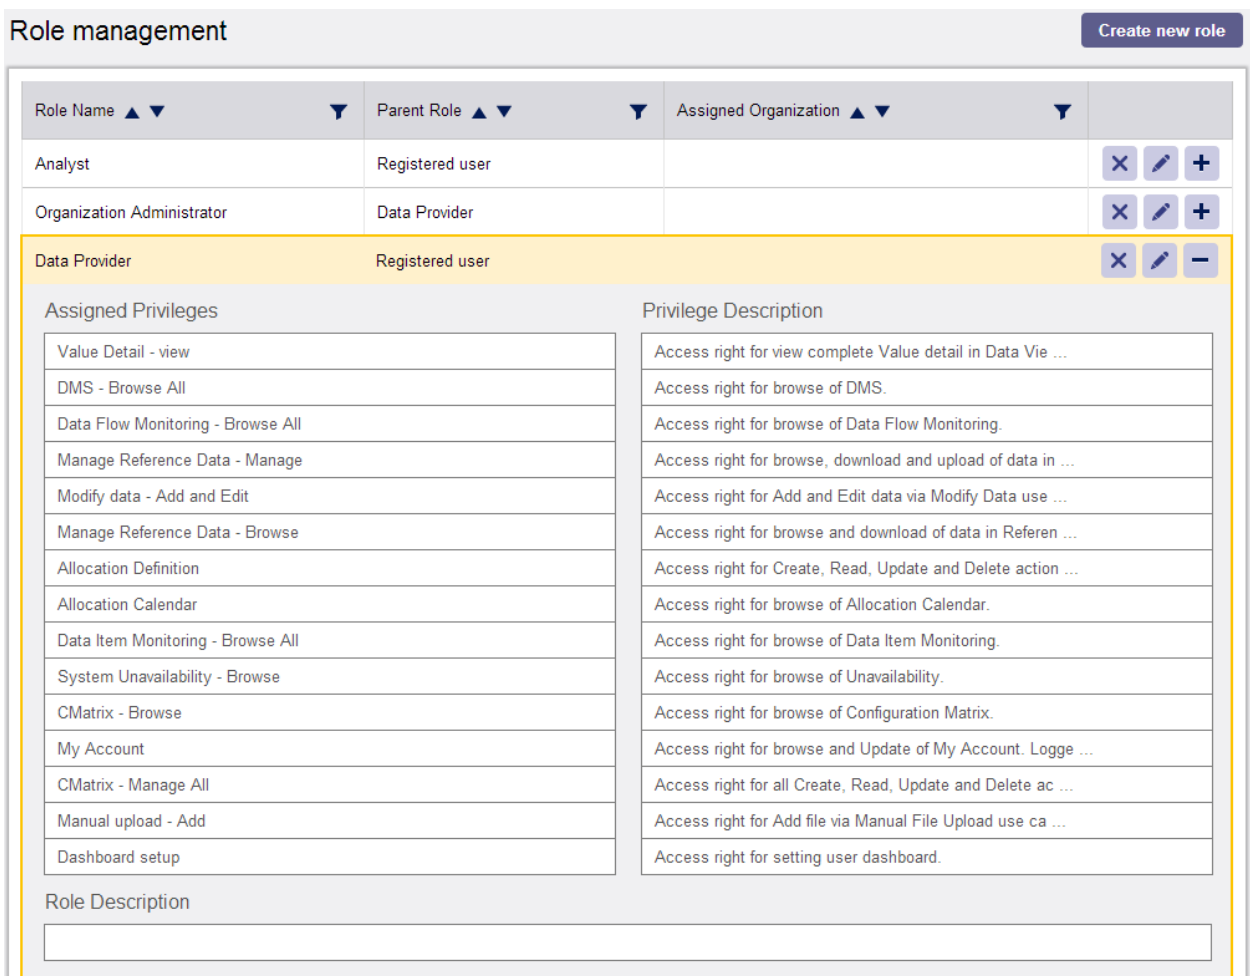 Role management
Create new role
Role Name Parent Role Assigned Organization
Analyst Registered user
Organization Administrator Data Provider
Data Provider Registered user
Assigned Privileges Privilege Description
Value Detail - view Access right for view complete Value detail in Data Vie ...
DMS - Browse All Access right for browse of DMS.
Data Flow Monitoring - Browse All Access right for browse of Data Flow Monitoring.
Manage Reference Data - Manage Access right for browse, download and upload of data in ...
Modify data - Add and Edit Access right for Add and Edit data via Modify Data use ...
Manage Reference Data - Browse Access right for browse and download of data in Referen ...
Allocation Definition Access right for Create, Read, Update and Delete action ...
Allocation Calendar Access right for browse of Allocation Calendar.
Data Item Monitoring - Browse All Access right for browse of Data Item Monitoring.
System Unavailability - Browse Access right for browse of Unavailability.
CMatrix - Browse Access right for browse of Configuration Matrix.
My Account Access right for browse and Update of My Account. Logge ...
CMatrix - Manage All Access right for all Create, Read, Update and Delete ac ...
Manual upload - Add Access right for Add file via Manual File Upload use ca ...
Dashboard setup Access right for setting user dashboard.
Role Description